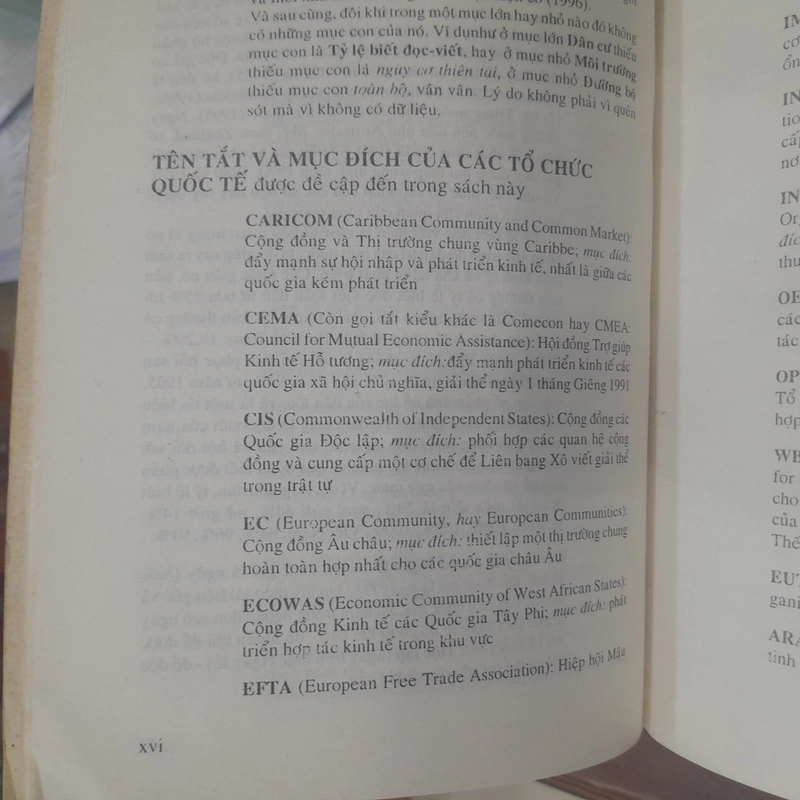 Và sau cùng, đôi khi trong một mục lớn hay nhỏ nào đó không
có những mục con của nó. Ví dụnhư ở mục lớn Dân cư thiếu
mục con là Tỷ lệ biết đọc-viết, hay ở mục nhỏ Môi trường
thiếu mục con là nguy cơ thiên tai, ở mục nhỏ Đường bộ
thiếu mục con toàn bộ, vân vân. Lý do không phải vì quên
sót mà vì không có dữ liệu.
TÊN TẮT VÀ MỤC ĐÍCH CỦA CÁC TỔ CHỨC
QUỐC TẾ được đề cập đến trong sách này
CARICOM (Caribbean Community and Common Market):
Cộng đồng và Thị trường chung vùng Caribbe; mục đích:
đẩy mạnh sự hội nhập và phát triển kinh tế, nhất là giữa các
quốc gia kém phát triển
CEMA (Còn gọi tắt kiểu khác là Comecon hay CMEA:
Council for Mutual Economic Assistance): Hội đồng Trợ giúp
Kinh tế Hỗ tương; mục đích:đẩy mạnh phát triển kinh tế các
quốc gia xã hội chủ nghĩa, giải thể ngày 1 tháng Giêng 1991
CIS (Commonwealth of Independent States): Cộng đồng các
Quốc gia Độc lập; mục đích: phối hợp các quan hệ cộng
đồng và cung cấp một cơ chế để Liên bang Xô viết giải thể
trong trật tự
EC (European Community, hay European Communities):
Cộng đồng Âu châu; mục đích: thiết lập một thị trường chung
hoàn toàn hợp nhất cho các quốc gia châu Âu
ECOWAS (Economic Community of West African States):
Cộng đồng Kinh tế các Quốc gia Tây Phi; mục đích: phát
triển hợp tác kinh tế trong khu vực
EFTA (European Free Trade Association): Hiệp hội Mậu
xvi